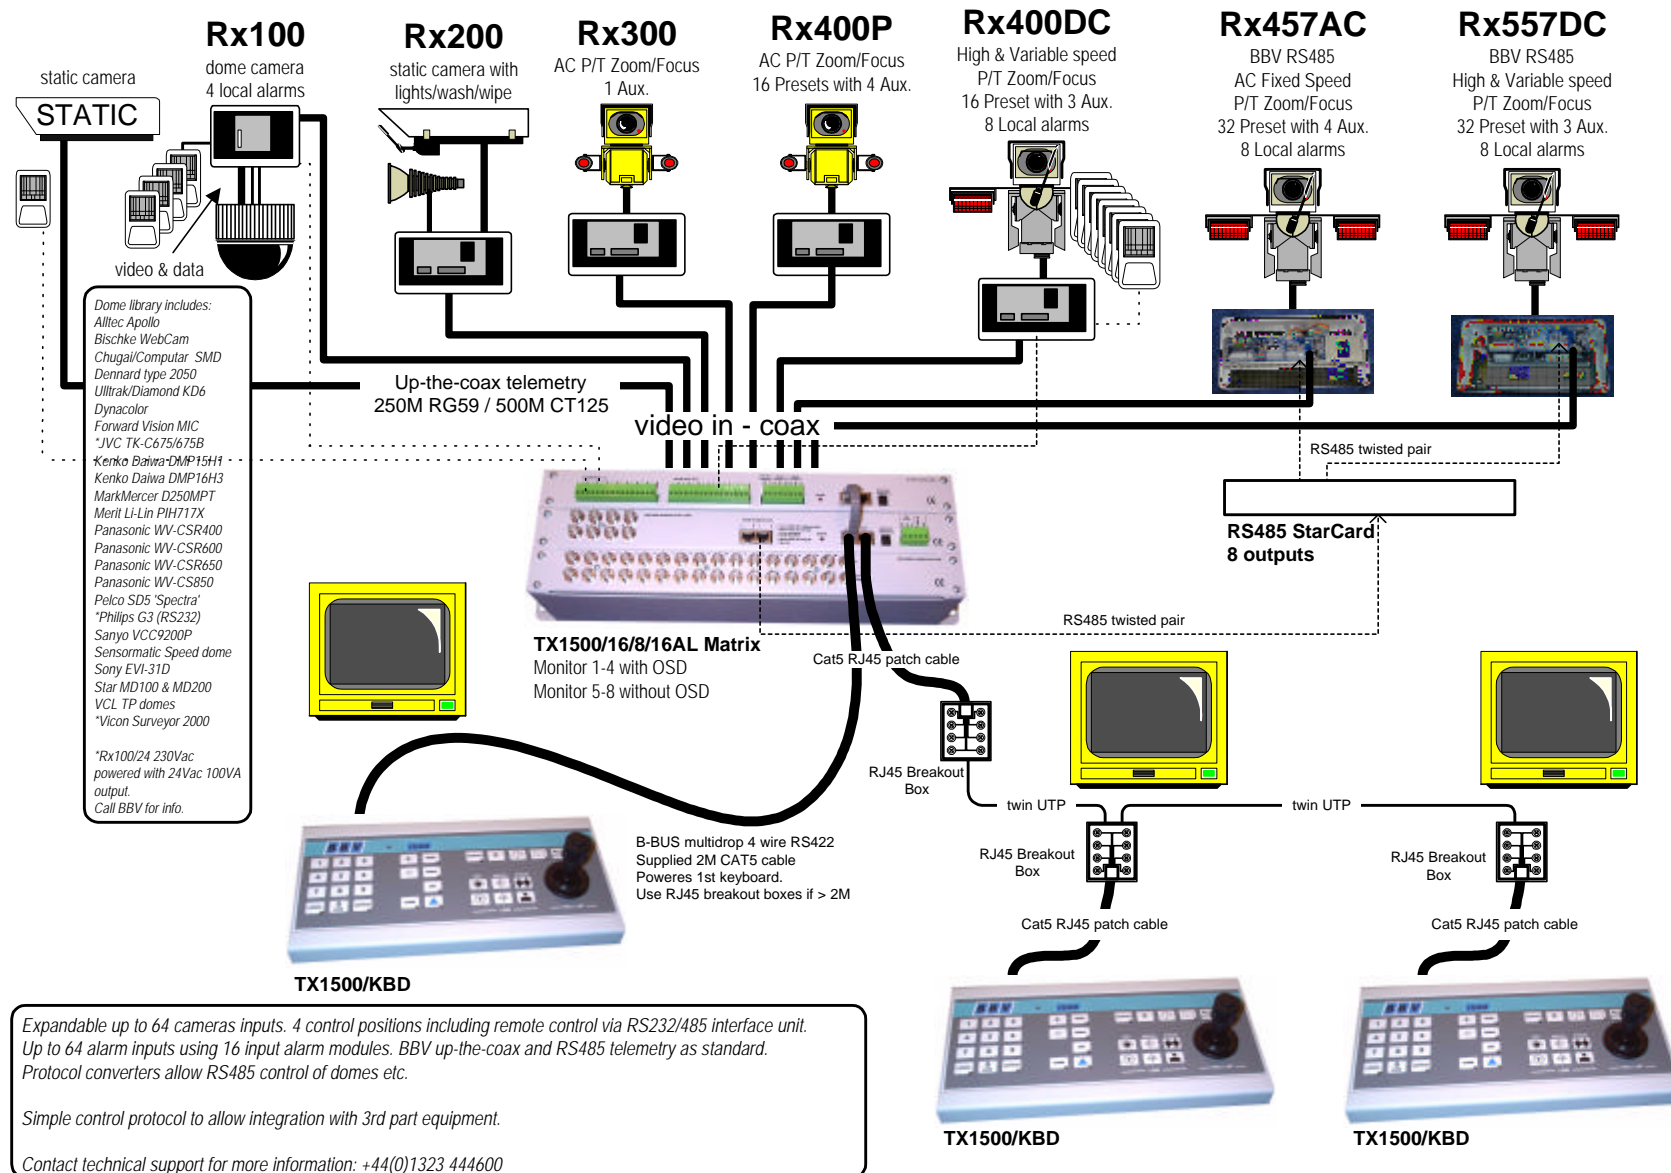 Rx100
dome camera
4 local alarms
Rx200
static camera with
lights/wash/wipe
Rx300
AC P/T Zoom/Focus
1 Aux.
Rx400P
AC P/T Zoom/Focus
16 Presets with 4 Aux.
Rx400DC
High & Variable speed
P/T Zoom/Focus
16 Preset with 3 Aux.
8 Local alarms
Rx457AC
BBV RS485
AC Fixed Speed
P/T Zoom/Focus
32 Preset with 4 Aux.
8 Local alarms
Rx557DC
BBV RS485
High & Variable speed
P/T Zoom/Focus
32 Preset with 3 Aux.
8 Local alarms
static camera
STATIC
video & data
Dome library includes:
Alltec Apollo
Bischke WebCam
Chugai/Computar SMD
Dennard type 2050
Ulltrak/Diamond KD6
Dynacolor
Forward Vision MIC
*JVC TK-C675/675B
Kenko Daiwa DMP15H1
Kenko Daiwa DMP16H3
MarkMercer D250MPT
Merit Li-Lin PIH717X
Panasonic WV-CSR400
Panasonic WV-CSR600
Panasonic WV-CSR650
Panasonic WV-CS850
Pelco SD5 'Spectra'
*Philips G3 (RS232)
Sanyo VCC9200P
Sensormatic Speed dome
Sony EVI-31D
Star MD100 & MD200
VCL TP domes
*Vicon Surveyor 2000
*Rx100/24 230Vac
powered with 24Vac 100VA
output.
Call BBV for info.
Up-the-coax telemetry
250M RG59 / 500M CT125
video in - coax
RS485 twisted pair
RS485 StarCard
8 outputs
RS485 twisted pair
TX1500/16/8/16AL Matrix
Monitor 1-4 with OSD
Monitor 5-8 without OSD
Cat5 RJ45 patch cable
RJ45 Breakout
Box
twin UTP
twin UTP
RJ45 Breakout
Box
RJ45 Breakout
Box
B-BUS multidrop 4 wire RS422
Supplied 2M CAT5 cable
Poweres 1st keyboard.
Use RJ45 breakout boxes if > 2M
Cat5 RJ45 patch cable
Cat5 RJ45 patch cable
BBV
TX1500/KBD
BBV
TX1500/KBD
BBV
TX1500/KBD
Expandable up to 64 cameras inputs. 4 control positions including remote control via RS232/485 interface unit.
Up to 64 alarm inputs using 16 input alarm modules. BBV up-the-coax and RS485 telemetry as standard.
Protocol converters allow RS485 control of domes etc.
Simple control protocol to allow integration with 3rd part equipment.
Contact technical support for more information: +44(0)1323 444600